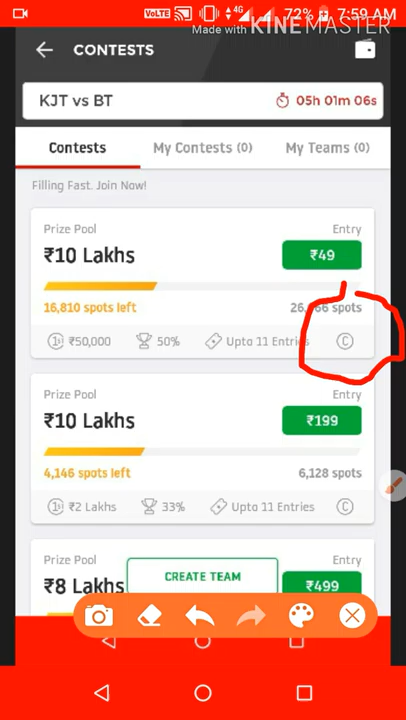 VoLTE 4G 72% 7:59 AM
Made with KINEMASTER
CONTESTS
KJT vs BT 05h 01m 06s
Contests My Contests (0) My Teams (0)
Filling Fast. Join Now!
Prize Pool Entry
₹10 Lakhs ₹49
16,810 spots left spots
1st ₹50,000 50% Upto 11 Entries C
Prize Pool Entry
₹10 Lakhs ₹199
4,146 spots left 6,128 spots
1st ₹2 Lakhs 33% Upto 11 Entries C
Prize Pool Entry
₹8 Lakhs CREATE TEAM ₹499